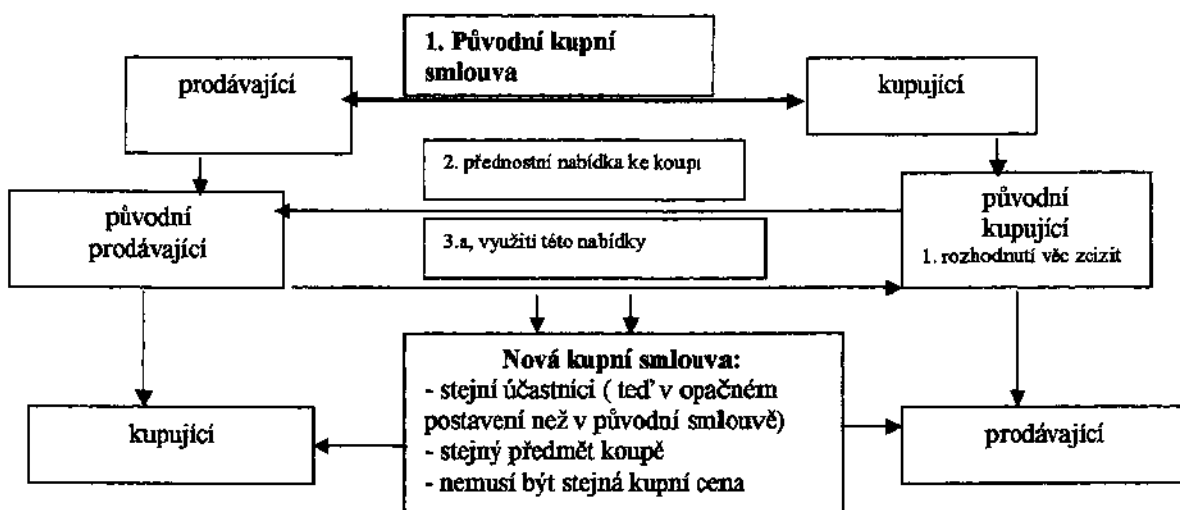 1. Původní kupní
smlouva
prodávající
kupující
2. přednostní nabídka ke koupi
původní
prodávající
původní
kupující
1. rozhodnutí věc zcizit
3.a, využití této nabídky
Nová kupní smlouva:
- stejní účastníci ( teď v opačném
postavení než v původní smlouvě)
- stejný předmět koupě
- nemusí být stejná kupní cena
kupující
prodávající